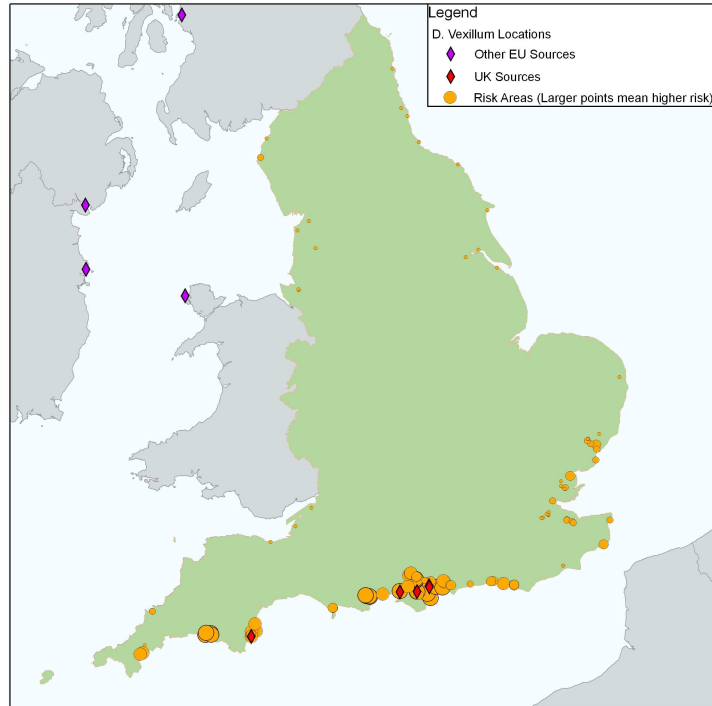 Legend
D. Vexillum Locations
Other EU Sources
UK Sources
Risk Areas (Larger points mean higher risk)